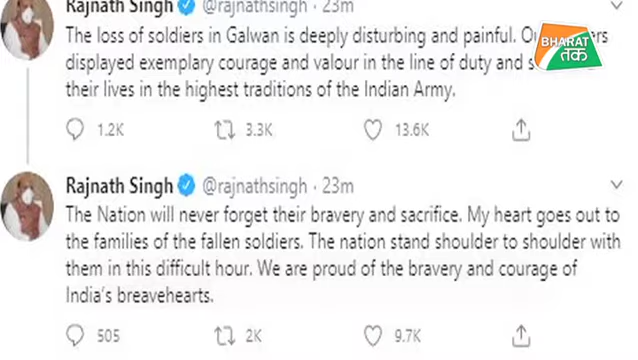 Rajnath Singh @rajnathsingh · 23m
The loss of soldiers in Galwan is deeply disturbing and painful. Our
displayed exemplary courage and valour in the line of duty and
their lives in the highest traditions of the Indian Army.
1.2K 3.3K 13.6K
BHARAT
तक
Rajnath Singh @rajnathsingh · 23m
The Nation will never forget their bravery and sacrifice. My heart goes out to
the families of the fallen soldiers. The nation stand shoulder to shoulder with
them in this difficult hour. We are proud of the bravery and courage of
India's breavehearts.
505 2K 9.7K